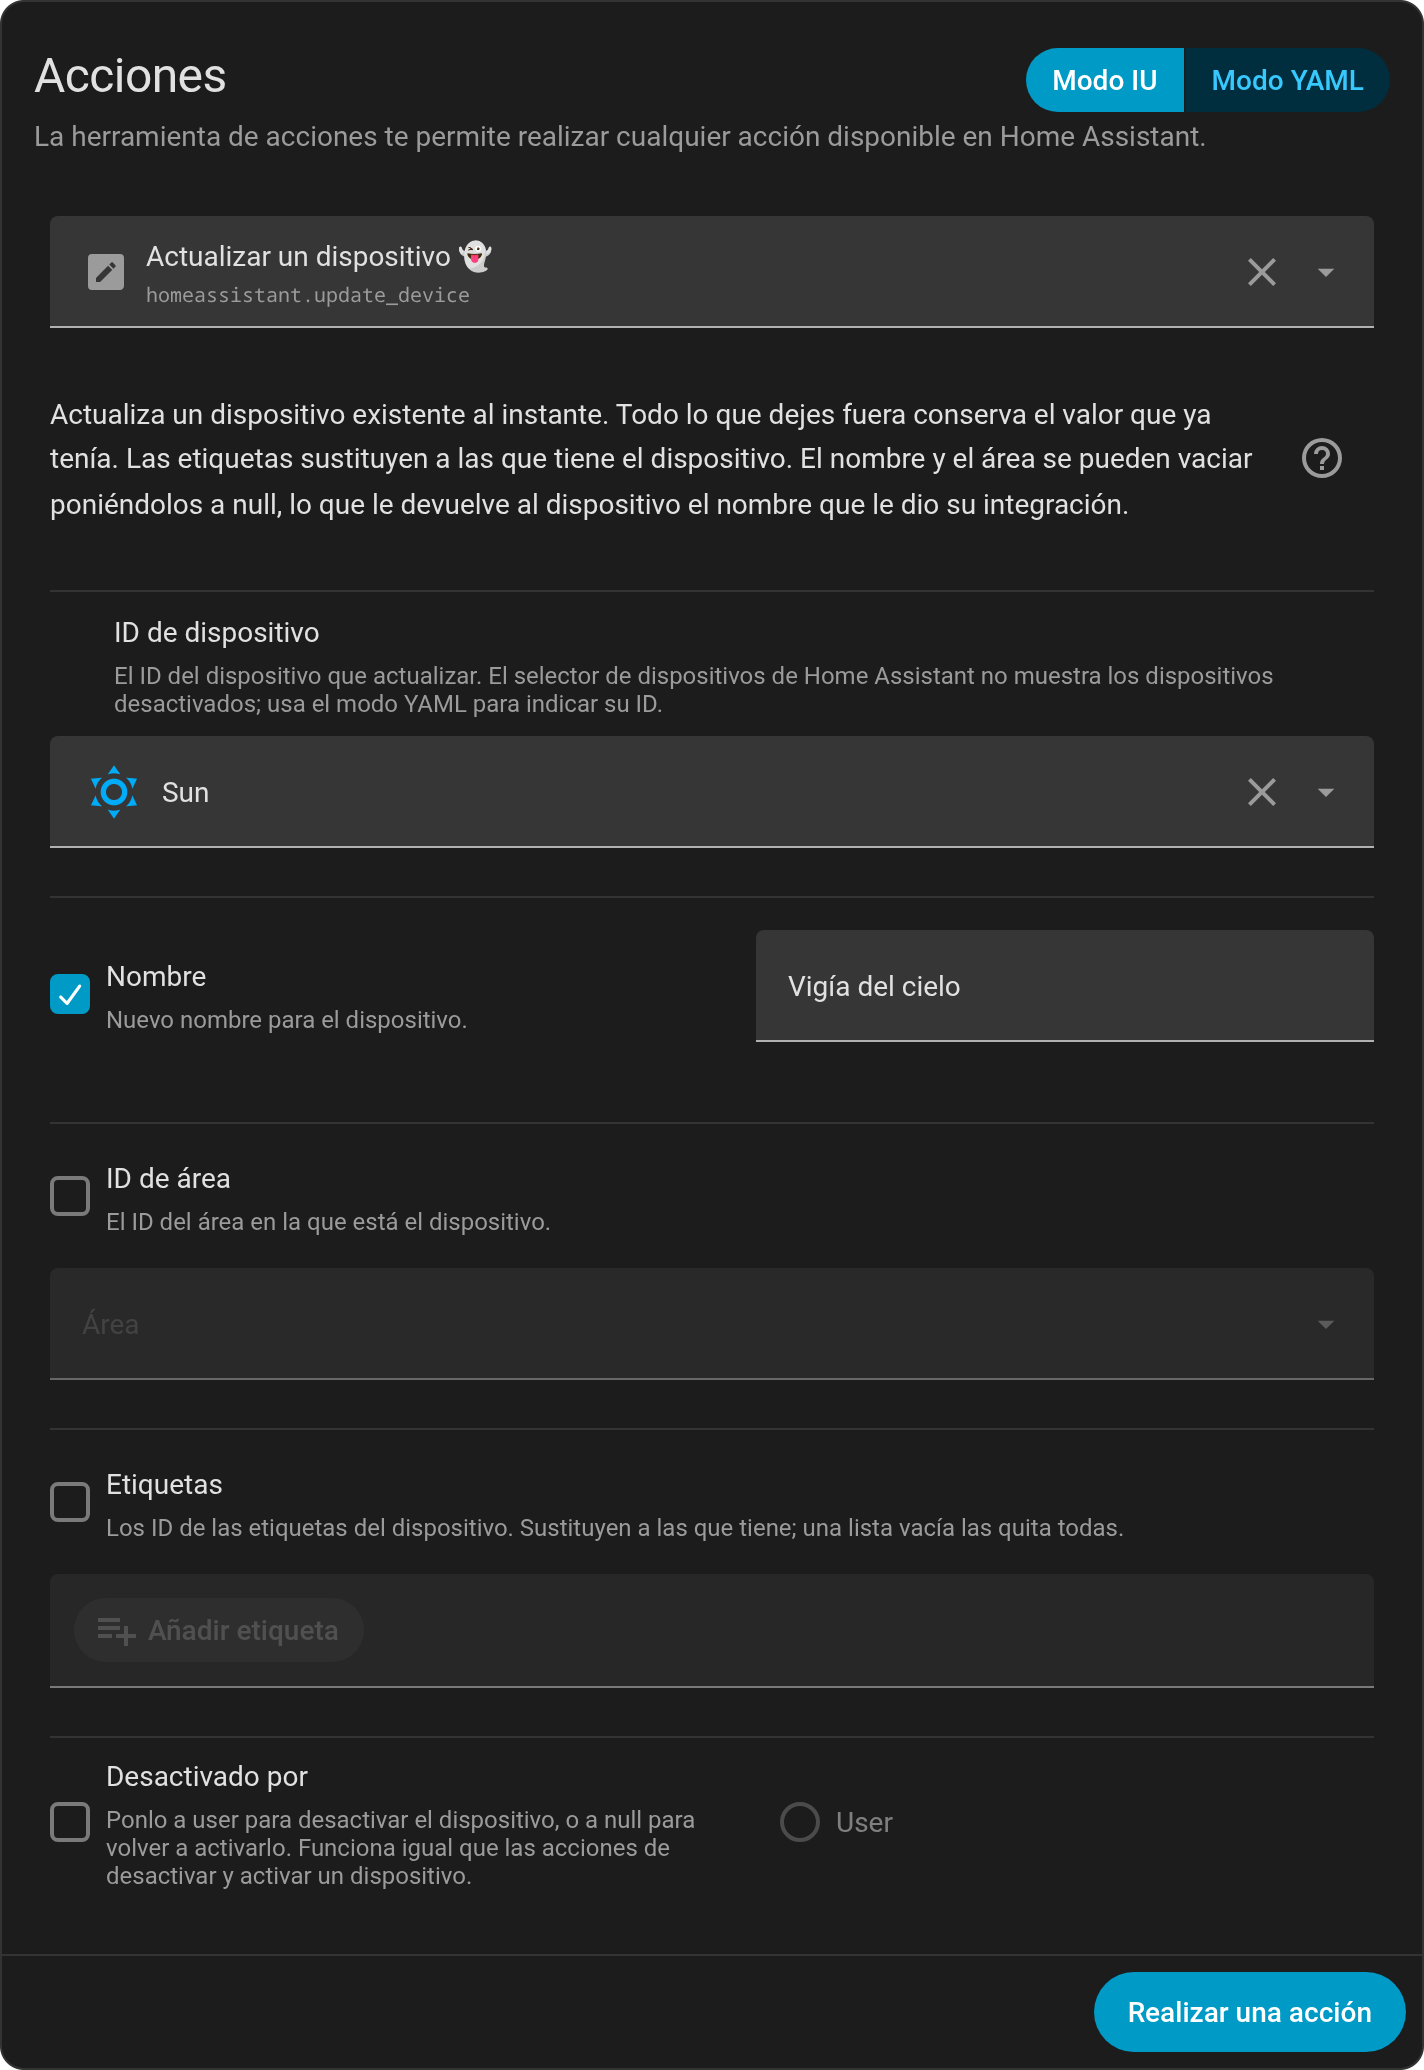 Acciones
Modo IU
Modo YAML
La herramienta de acciones te permite realizar cualquier acción disponible en Home Assistant.
Actualizar un dispositivo 👻
homeassistant.update_device
Actualiza un dispositivo existente al instante. Todo lo que dejes fuera conserva el valor que ya
tenía. Las etiquetas sustituyen a las que tiene el dispositivo. El nombre y el área se pueden vaciar
poniéndolos a null, lo que le devuelve al dispositivo el nombre que le dio su integración.
ID de dispositivo
El ID del dispositivo que actualizar. El selector de dispositivos de Home Assistant no muestra los dispositivos
desactivados; usa el modo YAML para indicar su ID.
Sun
Nombre
Nuevo nombre para el dispositivo.
Vigía del cielo
ID de área
El ID del área en la que está el dispositivo.
Área
Etiquetas
Los ID de las etiquetas del dispositivo. Sustituyen a las que tiene; una lista vacía las quita todas.
Añadir etiqueta
Desactivado por
Ponlo a user para desactivar el dispositivo, o a null para
volver a activarlo. Funciona igual que las acciones de
desactivar y activar un dispositivo.
User
Realizar una acción